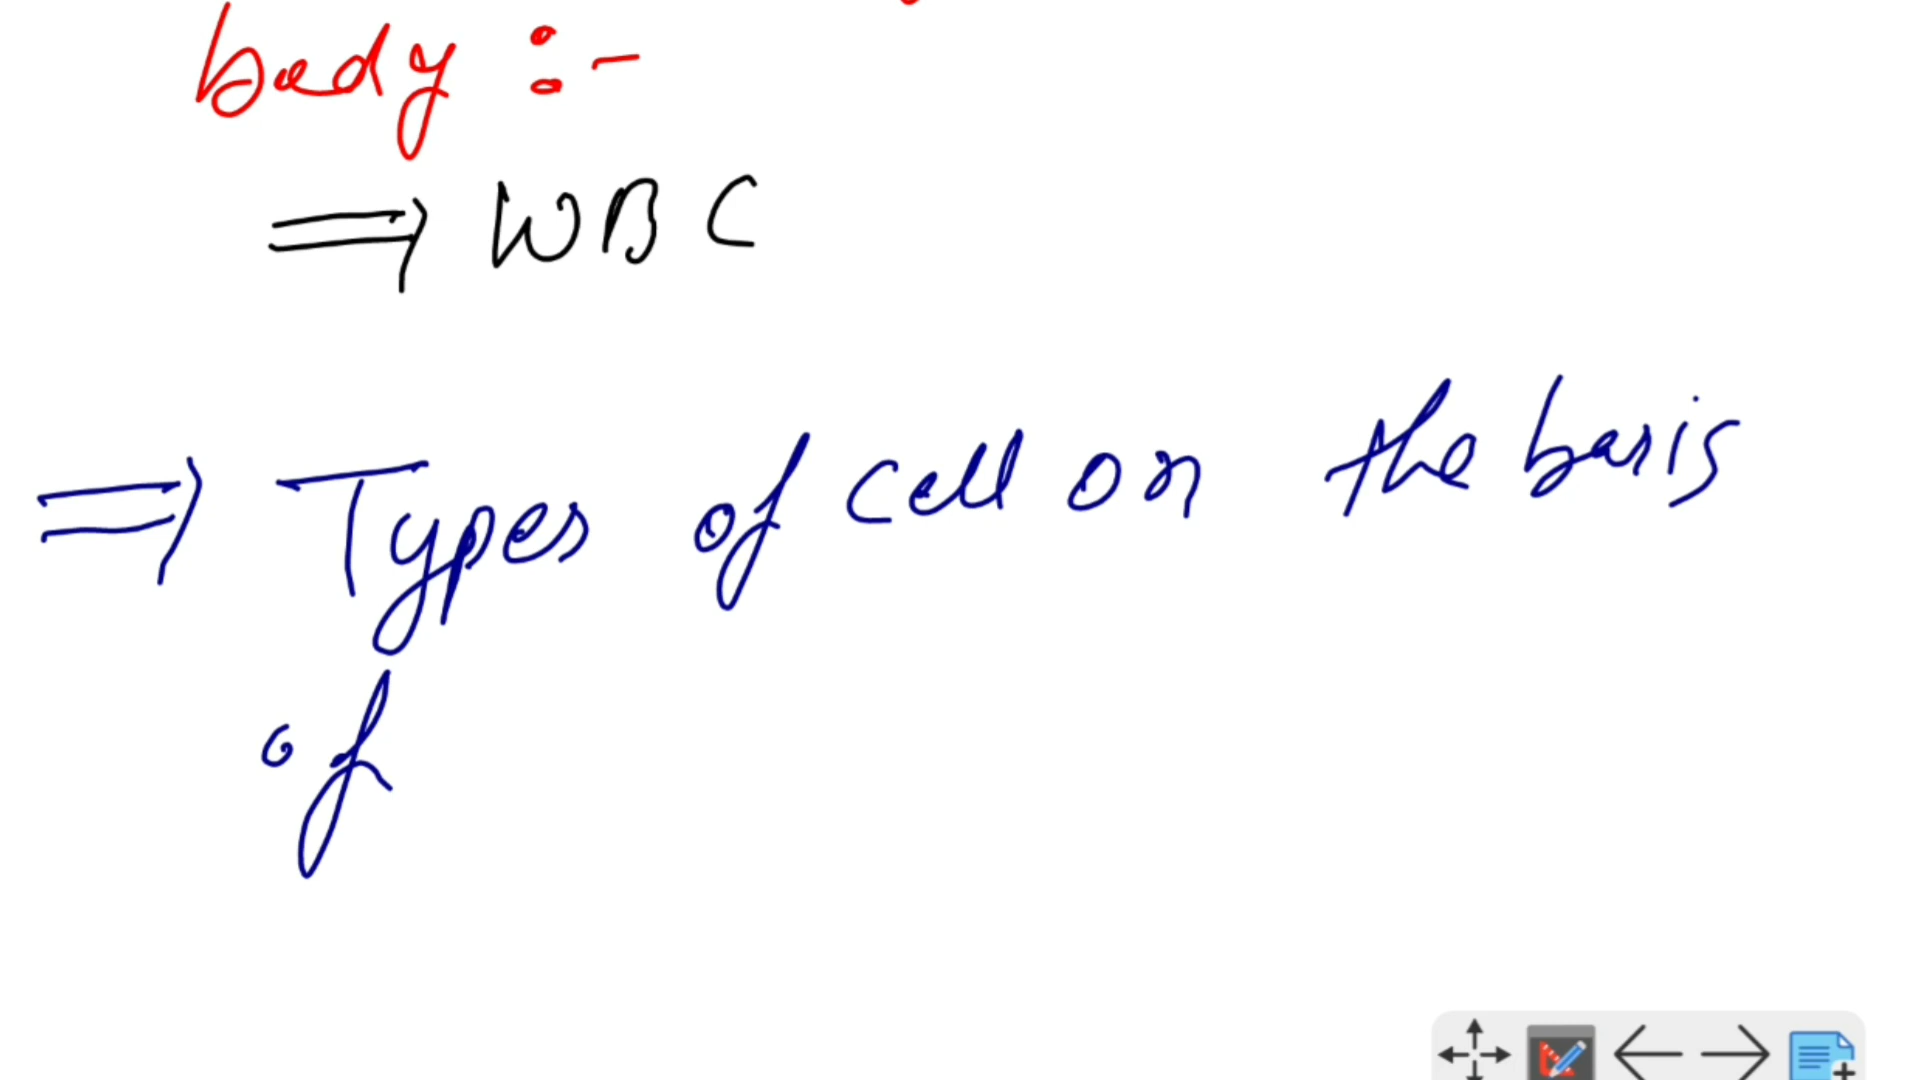 body :-
⇒ WBC
⇒ Types of cell on the basis
of